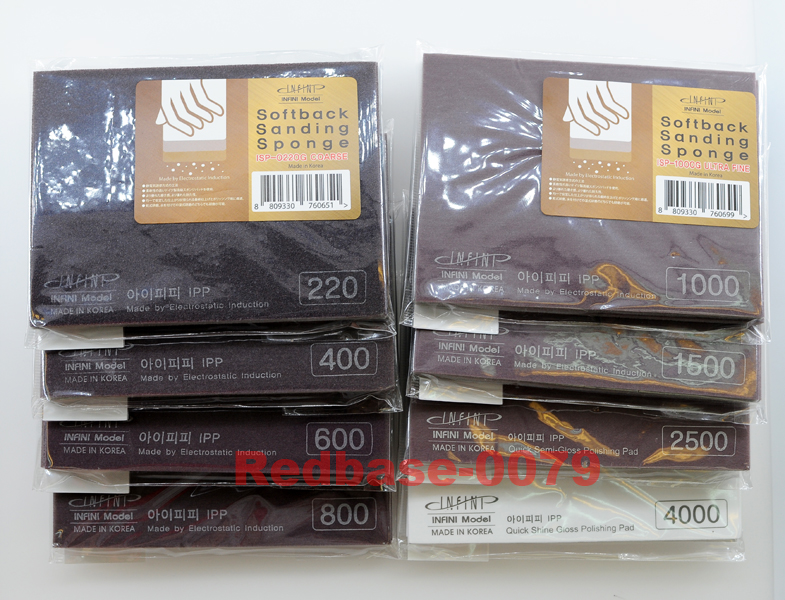 INFINI
INFINI Model
Softback
Sanding
Sponge
ISP-0220G COARSE
Made in Korea
Made by Electrostatic Induction
8 809330 760651 >
INFINI
INFINI Model
MADE IN KOREA
아이피피 IPP
Made by Electrostatic Induction
220
INFINI Model
MADE IN KOREA
아이피피 IPP
Made by Electrostatic Induction
400
INFINI
INFINI Model
MADE IN KOREA
아이피피 IPP
Made by Electrostatic Induction
600
INFINI
INFINI Model
MADE IN KOREA
아이피피 IPP
Made by Electrostatic Induction
800
INFINI
INFINI Model
Softback
Sanding
Sponge
ISP-1000G ULTRA FINE
Made in Korea
Made by Electrostatic Induction
8 809330 760699 >
INFINI
INFINI Model
MADE IN KOREA
아이피피 IPP
Made by Electrostatic Induction
1000
INFINI Model
MADE IN KOREA
아이피피 IPP
Made by Electrostatic Induction
1500
INFINI
INFINI Model
MADE IN KOREA
아이피피 IPP
Quick Semi-Gloss Polishing Pad
2500
INFINI
INFINI Model
MADE IN KOREA
아이피피 IPP
Quick Shine Gloss Polishing Pad
4000
Redbase-0079